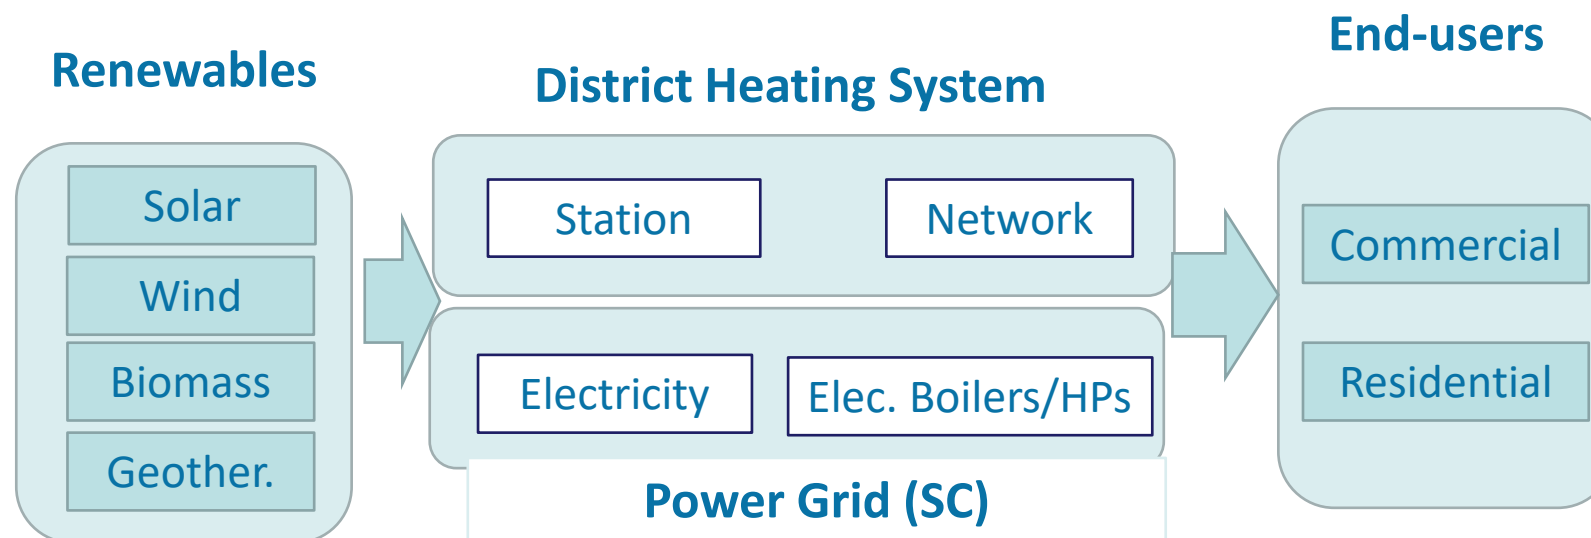 Renewables
Solar
Wind
Biomass
Geother.
District Heating System
Station
Network
Electricity
Elec. Boilers/HPs
Power Grid (SC)
End-users
Commercial
Residential